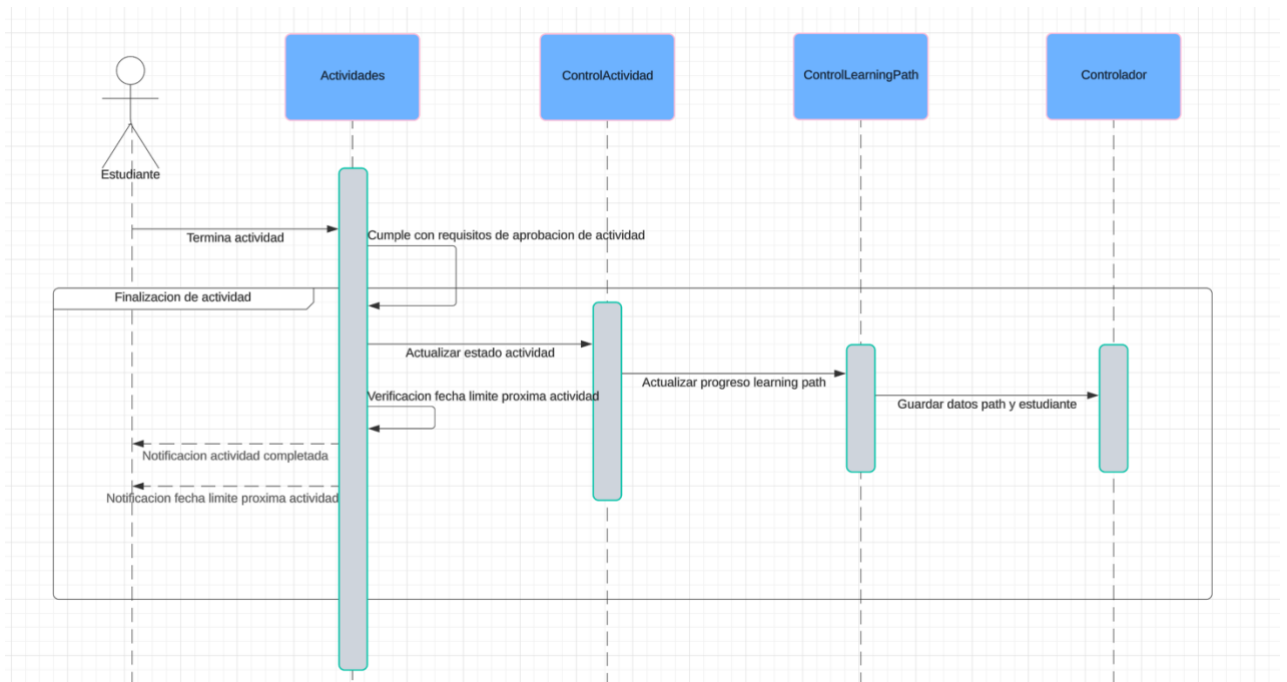 Actividades
ControlActividad
ControlLearningPath
Controlador
Estudiante
Termina actividad
Cumple con requisitos de aprobacion de actividad
Finalizacion de actividad
Actualizar estado actividad
Actualizar progreso learning path
Verificacion fecha limite proxima actividad
Guardar datos path y estudiante
Notificacion actividad completada
Notificacion fecha limite proxima actividad